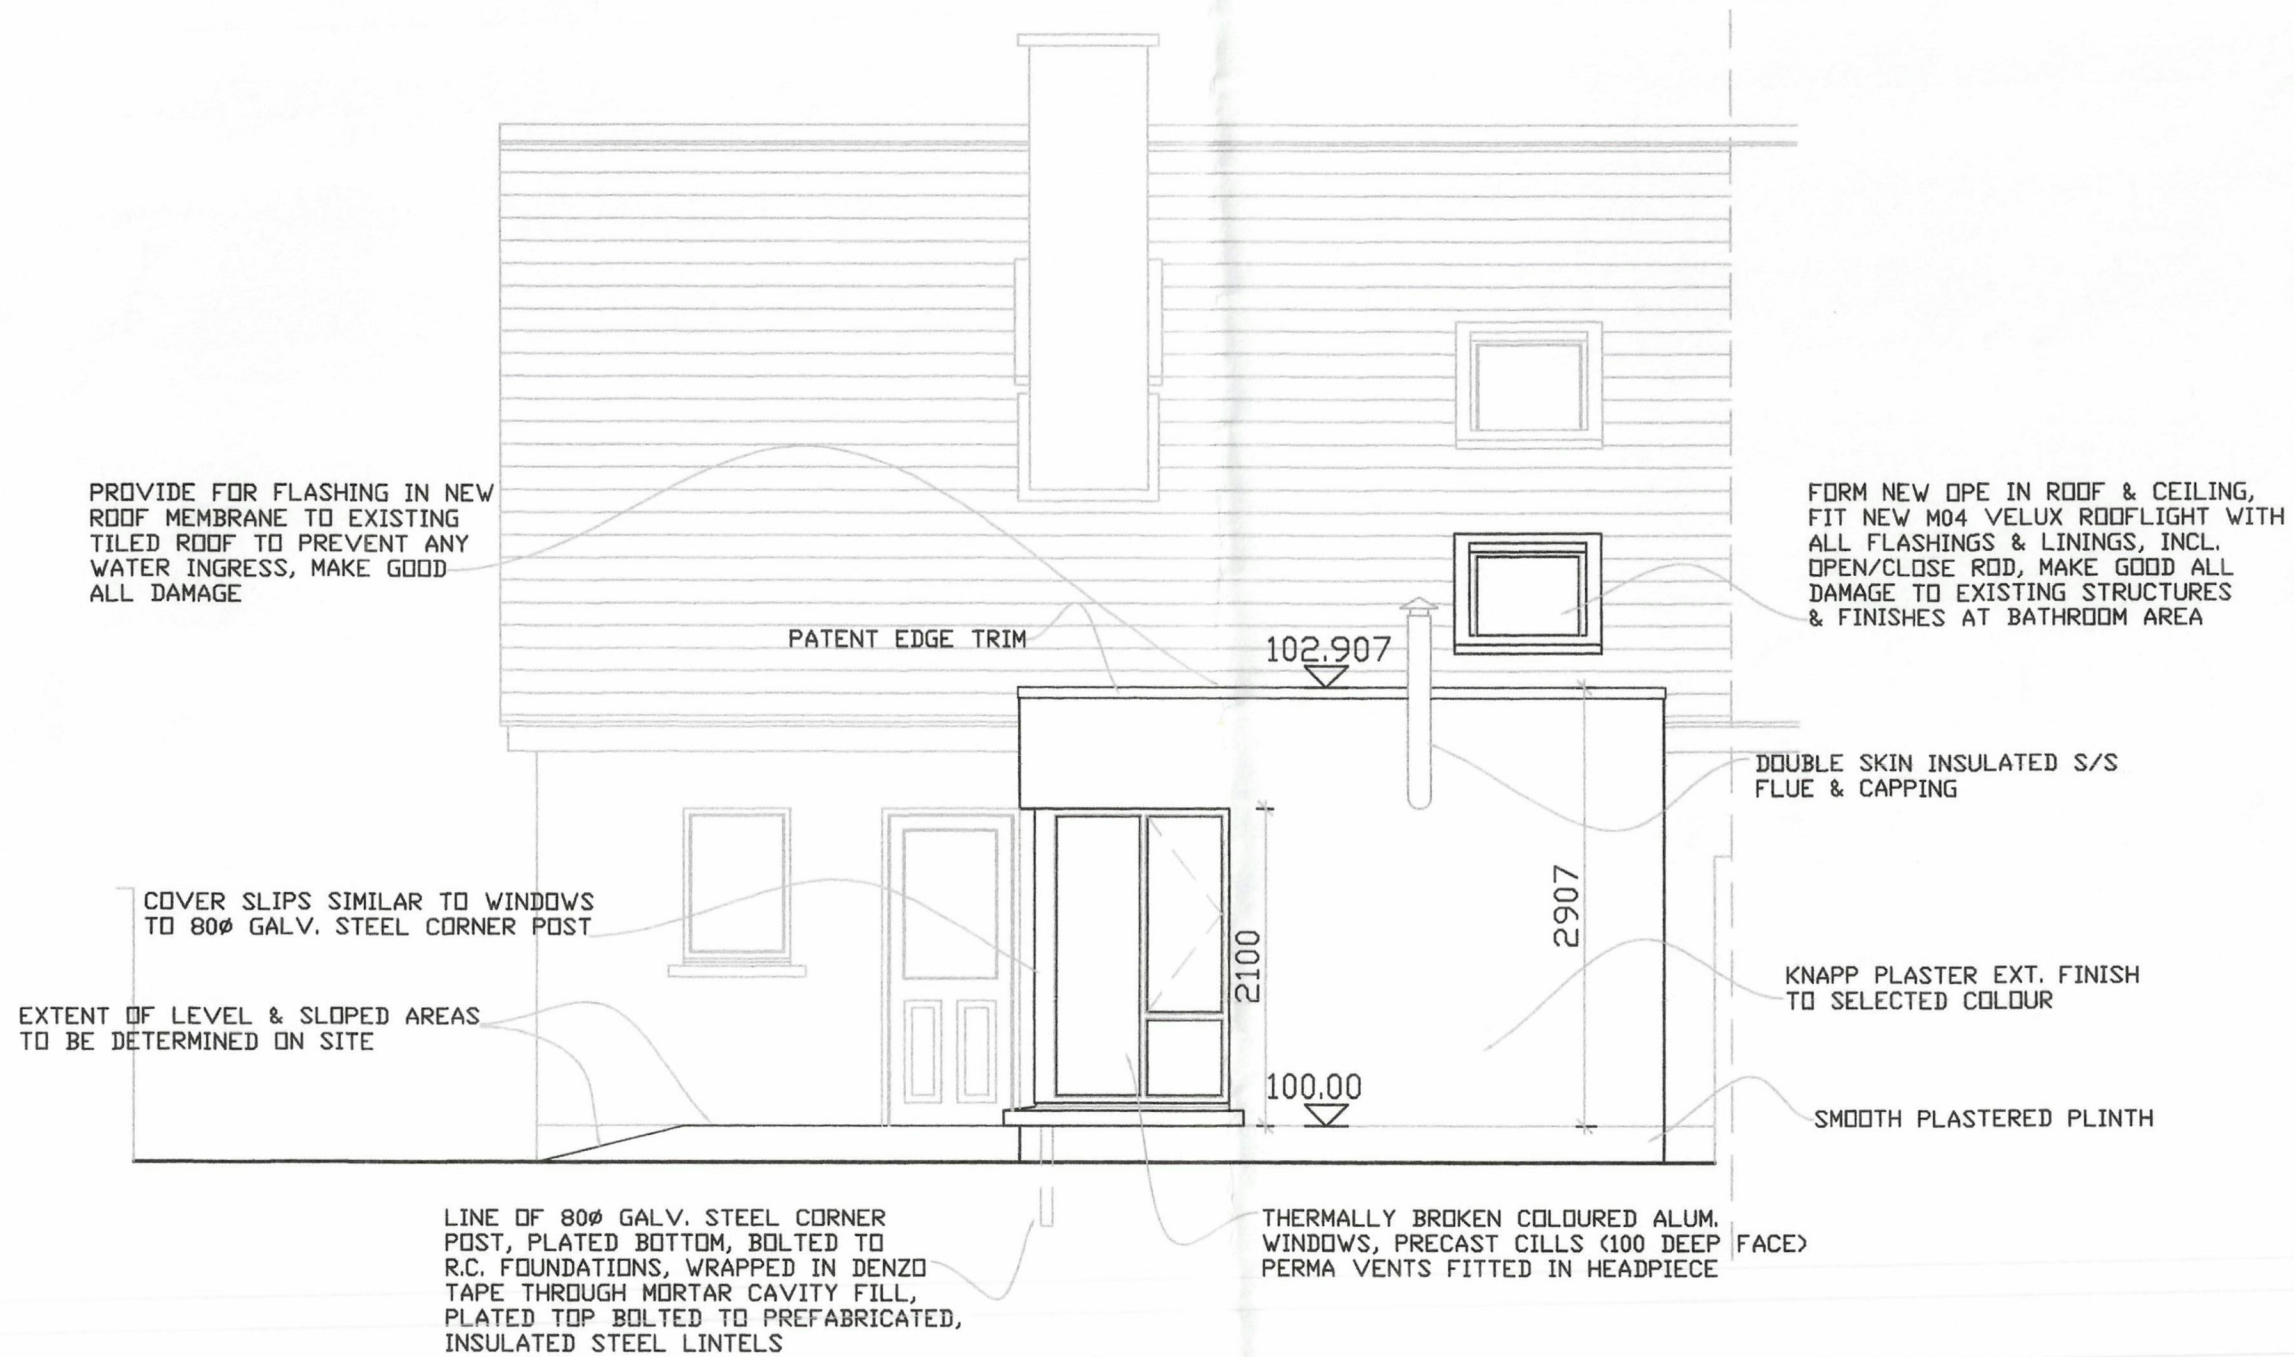 PROVIDE FOR FLASHING IN NEW
ROOF MEMBRANE TO EXISTING
TILED ROOF TO PREVENT ANY
WATER INGRESS, MAKE GOOD
ALL DAMAGE
FORM NEW OPE IN ROOF & CEILING,
FIT NEW M04 VELUX ROOFLIGHT WITH
ALL FLASHINGS & LININGS, INCL.
OPEN/CLOSE ROD, MAKE GOOD ALL
DAMAGE TO EXISTING STRUCTURES
& FINISHES AT BATHROOM AREA
PATENT EDGE TRIM
102.907
DOUBLE SKIN INSULATED S/S
FLUE & CAPPING
COVER SLIPS SIMILAR TO WINDOWS
TO 80ø GALV. STEEL CORNER POST
2907
2100
KNAPP PLASTER EXT. FINISH
TO SELECTED COLOUR
EXTENT OF LEVEL & SLOPED AREAS
TO BE DETERMINED ON SITE
100.00
SMOOTH PLASTERED PLINTH
LINE OF 80ø GALV. STEEL CORNER
POST, PLATED BOTTOM, BOLTED TO
R.C. FOUNDATIONS, WRAPPED IN DENZO
TAPE THROUGH MORTAR CAVITY FILL,
PLATED TOP BOLTED TO PREFABRICATED,
INSULATED STEEL LINTELS
THERMALLY BROKEN COLOURED ALUM.
WINDOWS, PRECAST CILLS (100 DEEP FACE)
PERMA VENTS FITTED IN HEADPIECE